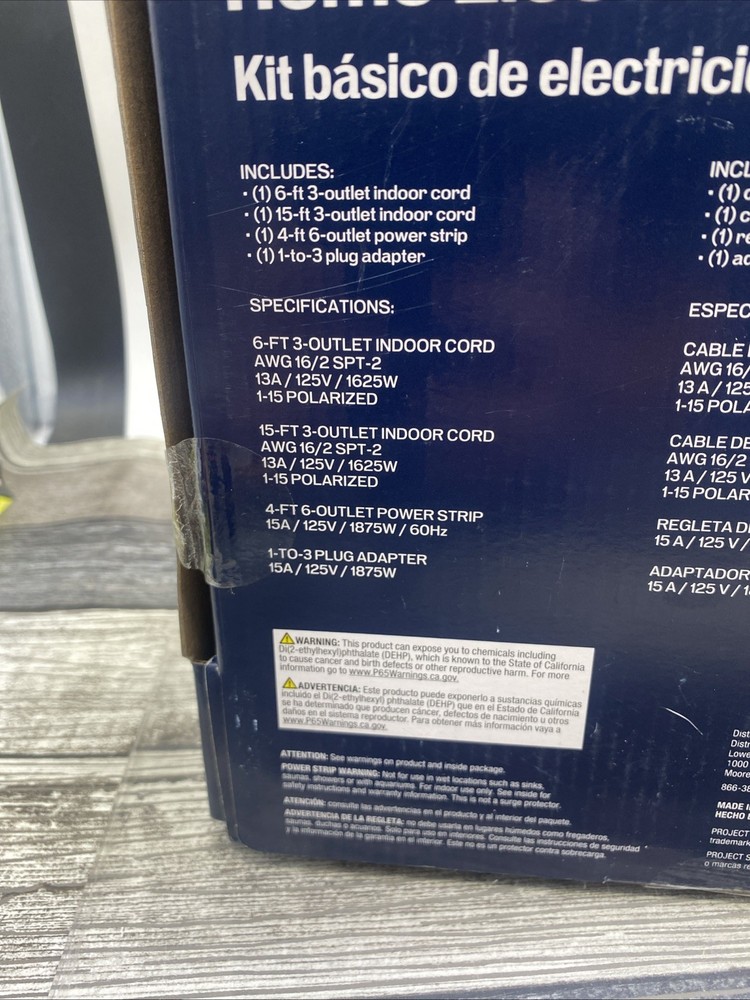 Kit básico de electrici
INCLUDES:
· (1) 6-ft 3-outlet indoor cord
· (1) 15-ft 3-outlet indoor cord
· (1) 4-ft 6-outlet power strip
· (1) 1-to-3 plug adapter
SPECIFICATIONS:
6-FT 3-OUTLET INDOOR CORD
AWG 16/2 SPT-2
13A / 125V / 1625W
1-15 POLARIZED
15-FT 3-OUTLET INDOOR CORD
AWG 16/2 SPT-2
13A / 125V / 1625W
1-15 POLARIZED
4-FT 6-OUTLET POWER STRIP
15A / 125V / 1875W / 60Hz
1-TO-3 PLUG ADAPTER
15A / 125V / 1875W
INCL
· (1)
· (1)
· (1) re
· (1) ad
ESPEC
CABLE
AWG 16/
13 A / 125
1-15 POLA
CABLE DE
AWG 16/2
13 A / 125 V
1-15 POLAR
REGLETA D
15 A / 125 V /
ADAPTADOR
15 A / 125 V / 1
WARNING: This product can expose you to chemicals including
Di(2-ethylhexyl)phthalate (DEHP), which is known to the State of California
to cause cancer and birth defects or other reproductive harm. For more
information go to www.P65Warnings.ca.gov.
ADVERTENCIA: Este producto puede exponerlo a sustancias químicas
incluido el Di(2-ethylhexyl) phthalate (DEHP) que en el Estado de California
se ha determinado que producen cáncer, defectos de nacimiento u otros
daños en el sistema reproductor. Para obtener más información vaya a
www.P65Warnings.ca.gov.
ATTENTION: See warnings on product and inside package.
POWER STRIP WARNING: Not for use in wet locations such as sinks,
saunas, showers or with aquariums. For indoor use only. See inside for
safety instructions and warranty information. This is not a surge protector.
ATENCIÓN: consulte las advertencias en el producto y al interior del paquete.
ADVERTENCIA DE LA REGLETA: no debe usarla en lugares húmedos como fregaderos,
saunas, duchas o acuarios. Solo para uso en interiores. Consulte las instrucciones de seguridad
y la información de la garantía en el inferior. Este no es un protector contra sobrecarga.
Dist
Distr
Lowe
1000
Moore
866-38
MADE
HECHO
PROJECT
trademark
PROJECT S
o marcas re